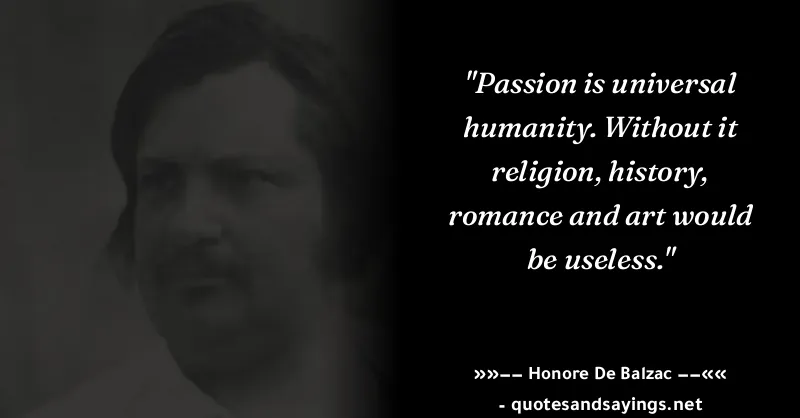 "Passion is universal
humanity. Without it
religion, history,
romance and art would
be useless."
»»−− Honore De Balzac −−««
- quotesandsayings.net